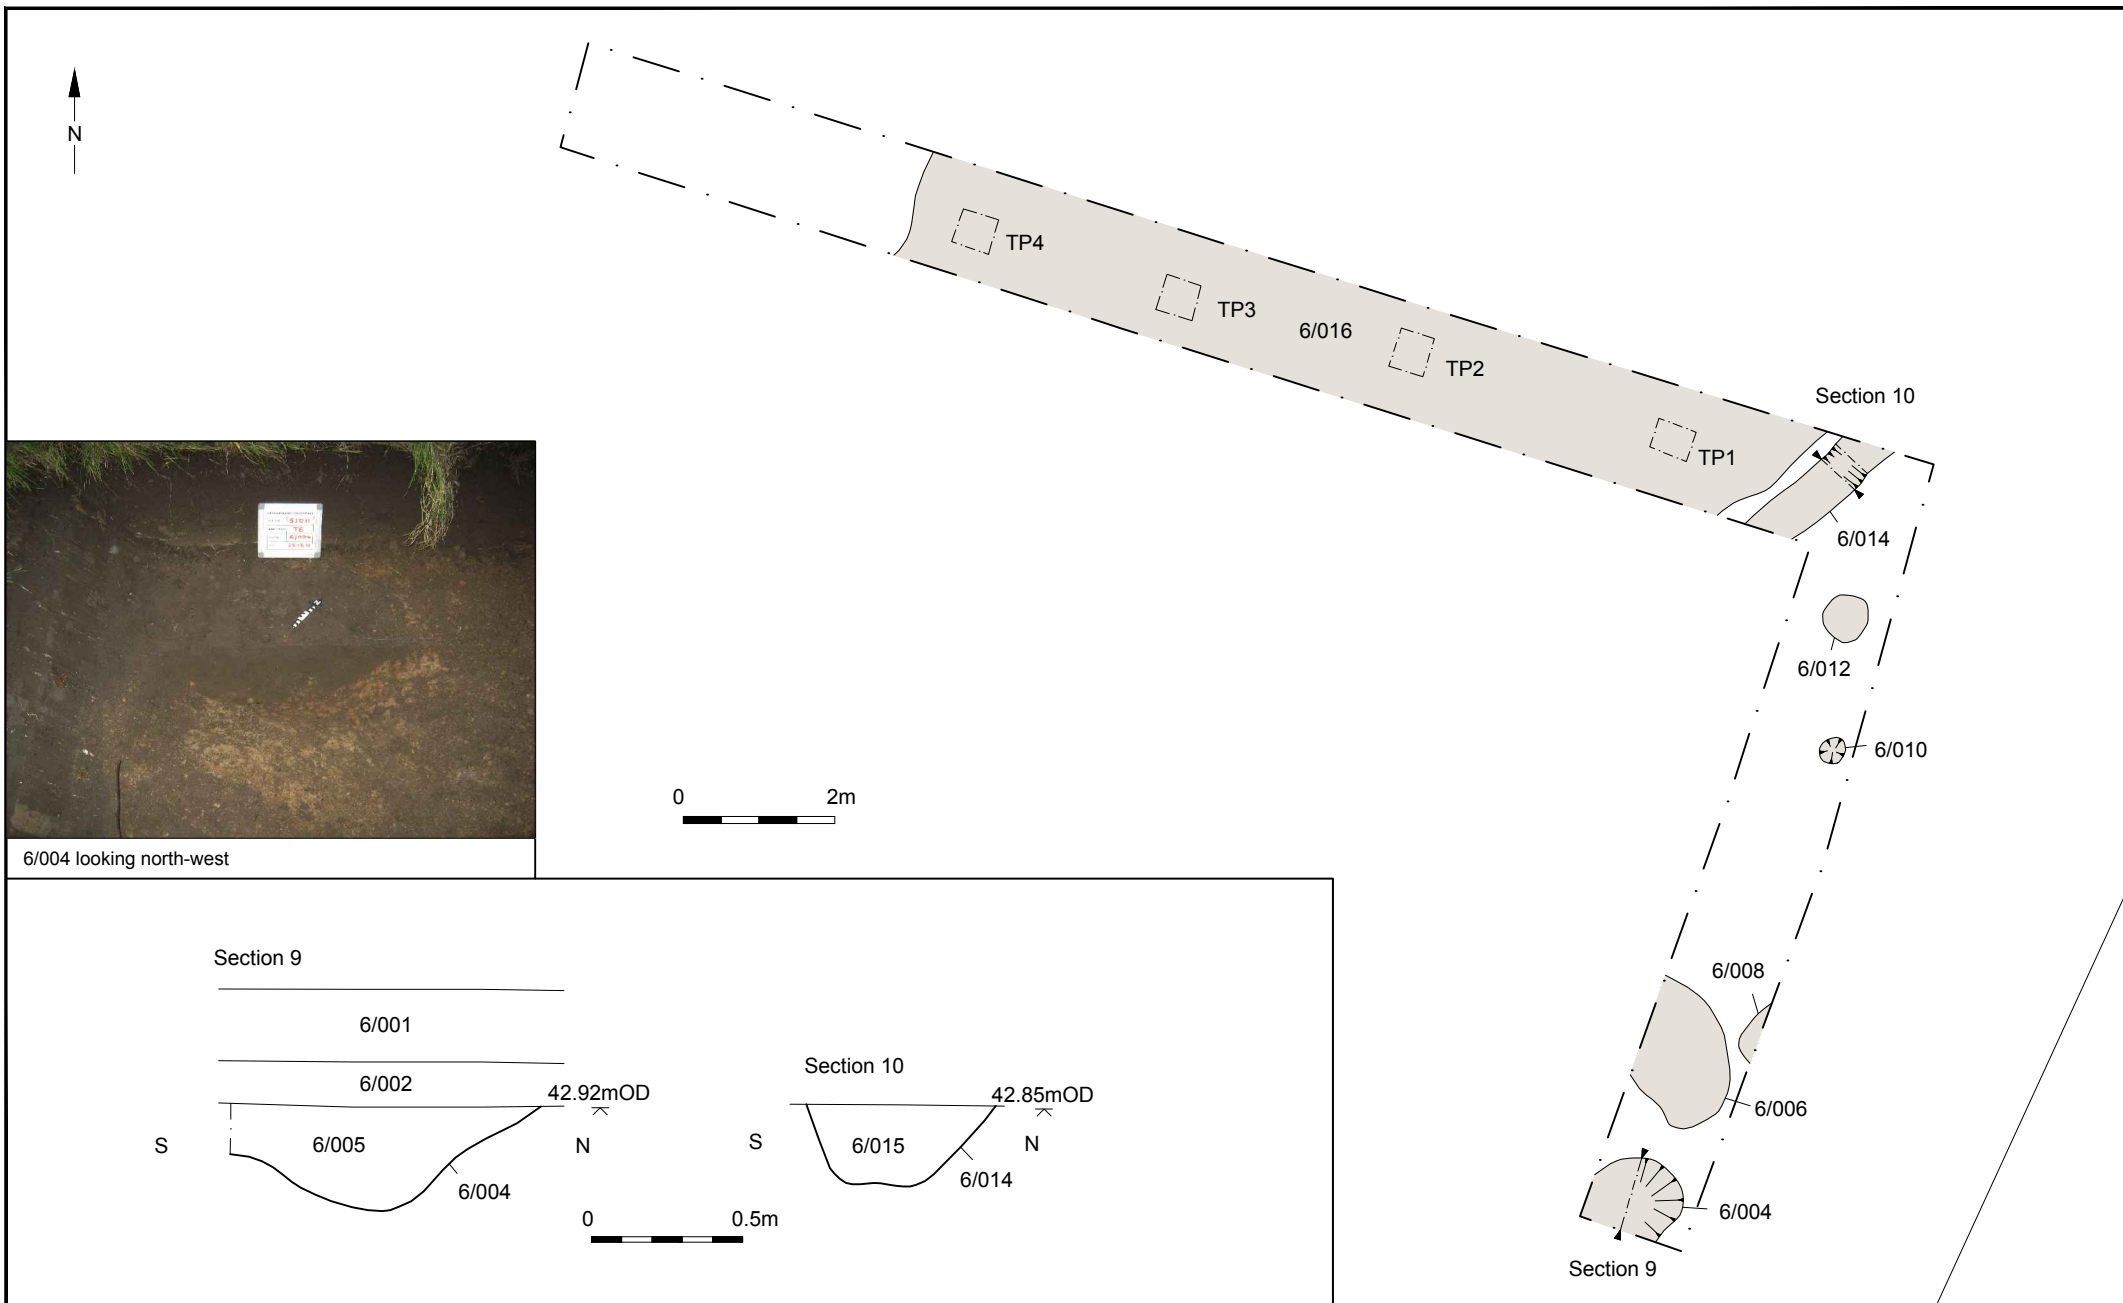 N
TP4
TP3
6/016
TP2
Section 10
TP1
6/014
6/012
6/010
0 2m
6/004 looking north-west
6/008
6/006
6/004
Section 9
Section 9
6/001
6/002
42.92mOD
S
6/005
N
6/004
Section 10
42.85mOD
S
6/015
N
6/014
0 0.5m